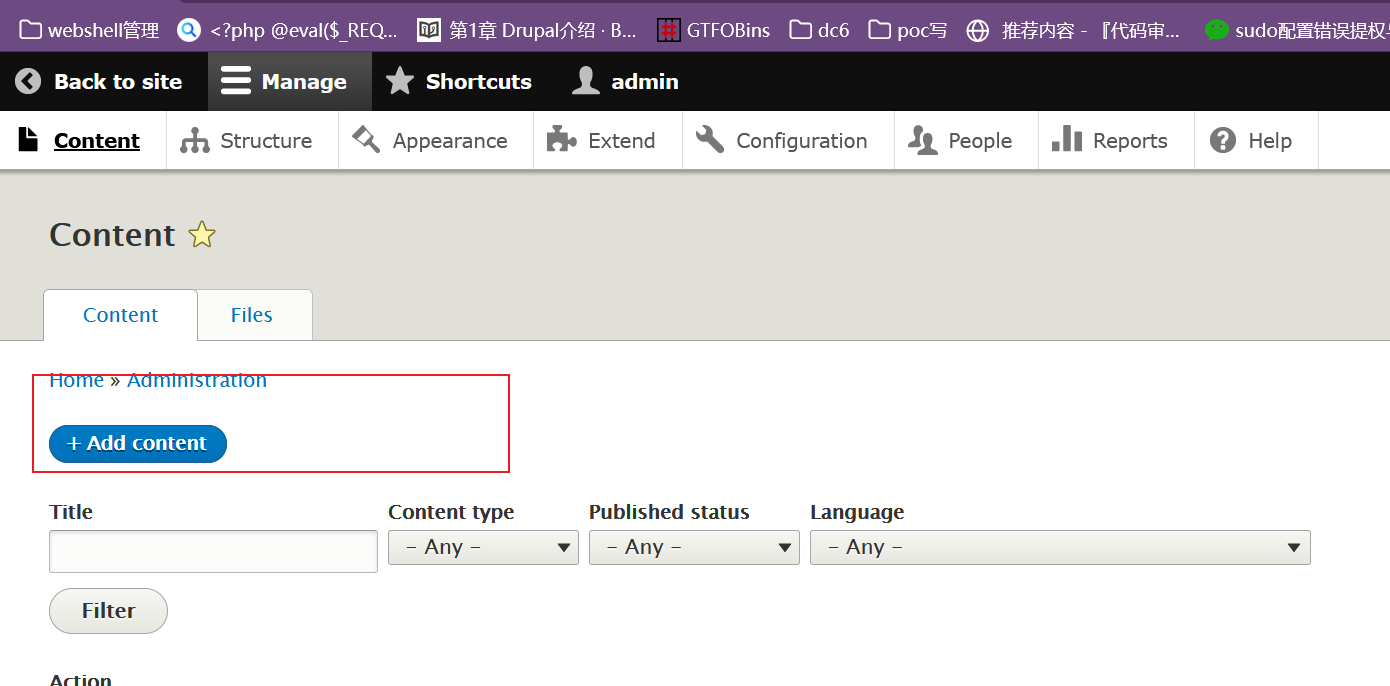 webshell管理 <?php @eval($_REQ... 第1章 Drupal介绍 · B... GTFOBins dc6 poc写 推荐内容 - 『代码审... sudo配置错误提权
Back to site Manage Shortcuts admin
Content Structure Appearance Extend Configuration People Reports Help
Content
Content Files
Home » Administration
+ Add content
Title Content type Published status Language
- Any - - Any - - Any -
Filter
Action